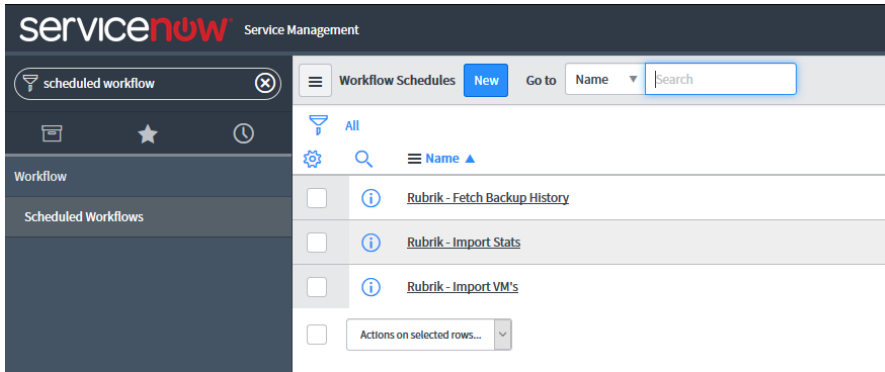 servicenow Service Management
scheduled workflow
Workflow Schedules New Go to Name Search
All
Name
Workflow
Scheduled Workflows
Rubrik - Fetch Backup History
Rubrik - Import Stats
Rubrik - Import VM's
Actions on selected rows...